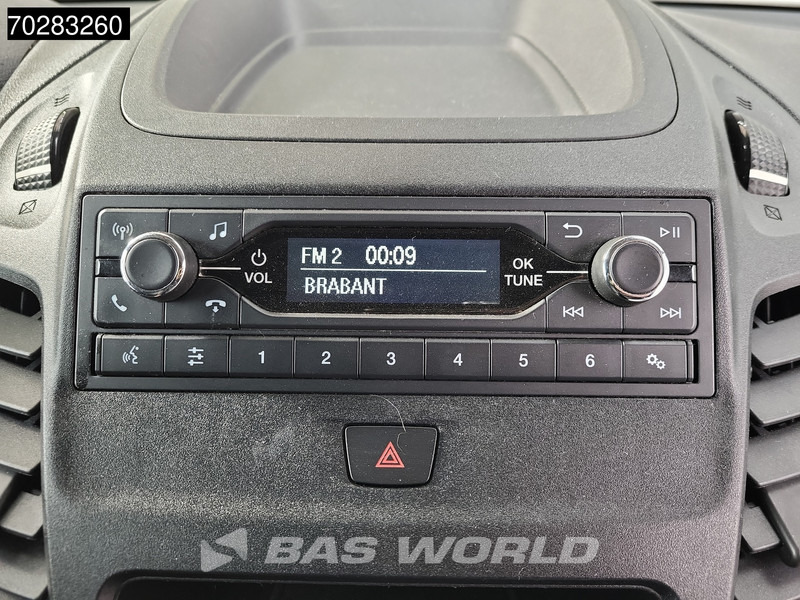 70283260
FM 2 00:09
BRABANT
VOL
OK
TUNE
1 2 3 4 5 6
BAS WORLD